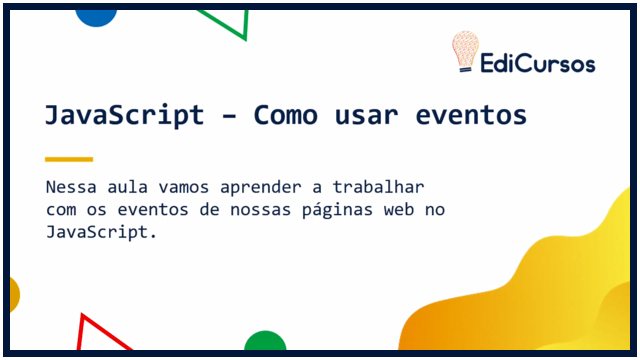 EdiCursos
JavaScript – Como usar eventos
Nessa aula vamos aprender a trabalhar
com os eventos de nossas páginas web no
JavaScript.